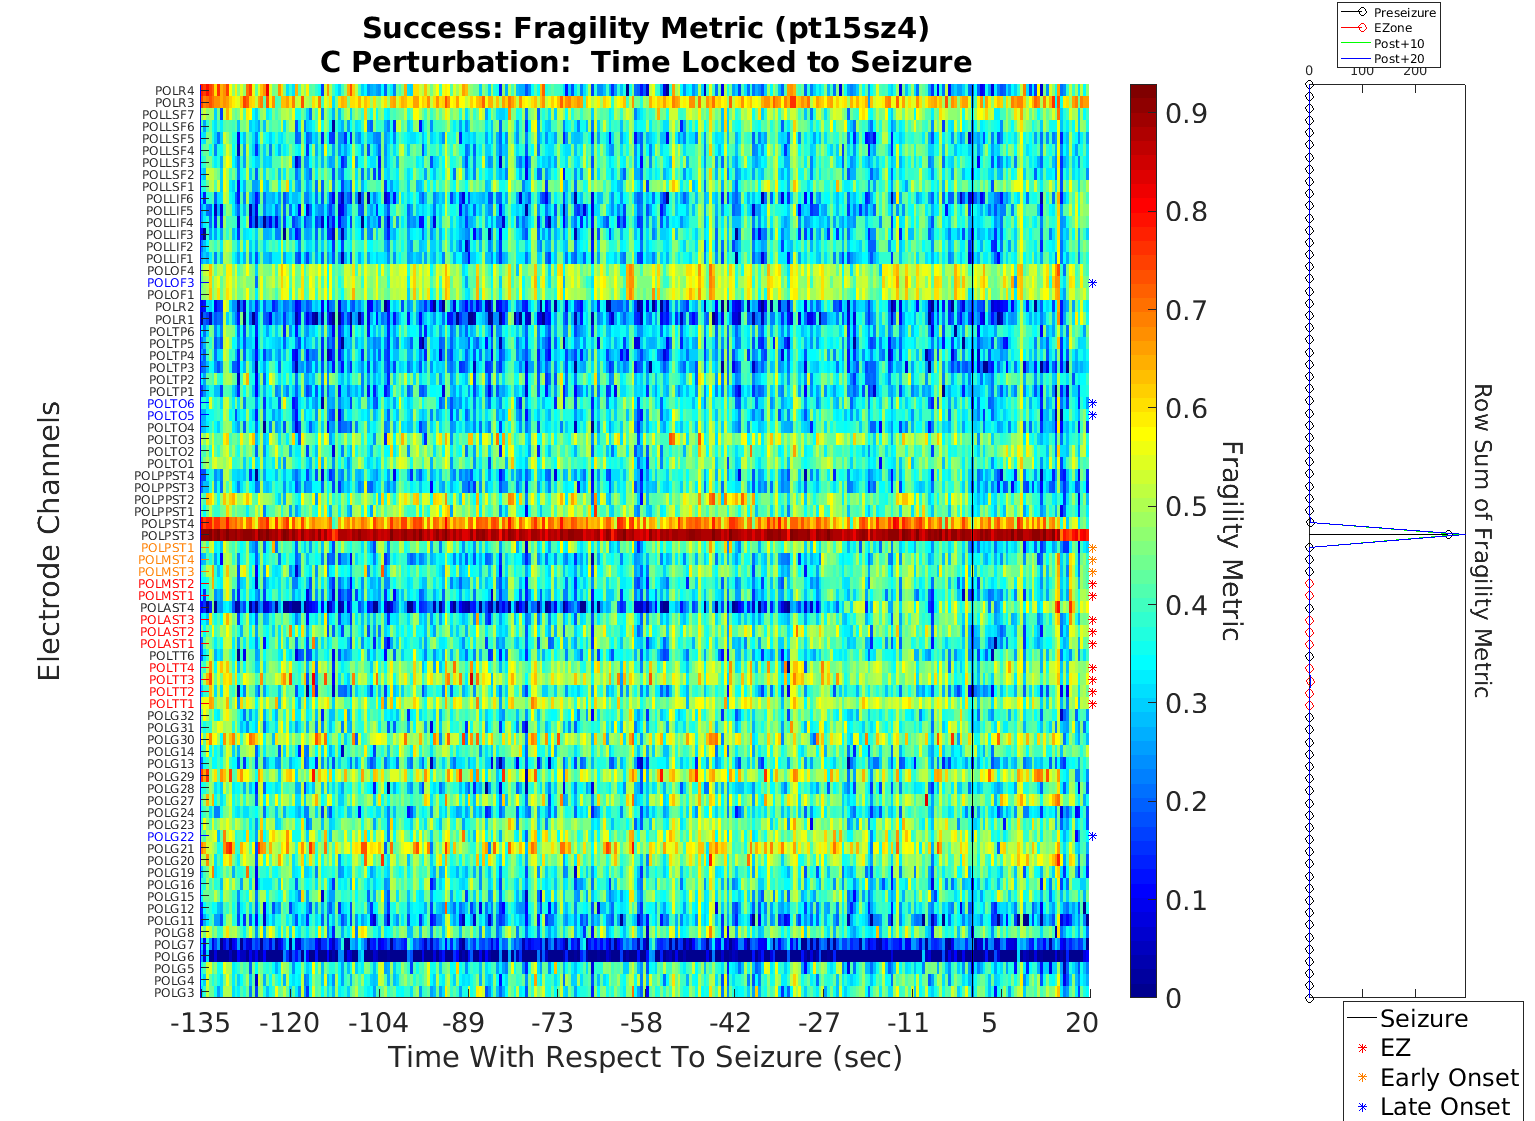 Success: Fragility Metric (pt15sz4)
C Perturbation:  Time Locked to Seizure
Electrode Channels
POLR4
POLR3
POLLSF7
POLLSF6
POLLSF5
POLLSF4
POLLSF3
POLLSF2
POLLSF1
POLLIF6
POLLIF5
POLLIF4
POLLIF3
POLLIF2
POLLIF1
POLOF4
POLOF3
POLOF1
POLR2
POLR1
POLTP6
POLTP5
POLTP4
POLTP3
POLTP2
POLTP1
POLTO6
POLTO5
POLTO4
POLTO3
POLTO2
POLTO1
POLPPST4
POLPPST3
POLPPST2
POLPPST1
POLPST4
POLPST3
POLPST1
POLMST4
POLMST3
POLMST2
POLMST1
POLAST4
POLAST3
POLAST2
POLAST1
POLTT6
POLTT4
POLTT3
POLTT2
POLTT1
POLG32
POLG31
POLG30
POLG14
POLG13
POLG29
POLG28
POLG27
POLG24
POLG23
POLG22
POLG21
POLG20
POLG19
POLG16
POLG15
POLG12
POLG11
POLG8
POLG7
POLG6
POLG5
POLG4
POLG3
-135 -120 -104 -89 -73 -58 -42 -27 -11 5 20
Time With Respect To Seizure (sec)
0.9
0.8
0.7
0.6
0.5
0.4
0.3
0.2
0.1
0
Fragility Metric
Preseizure
EZone
Post+10
Post+20
0 100 200
Row Sum of Fragility Metric
Seizure
EZ
Early Onset
Late Onset